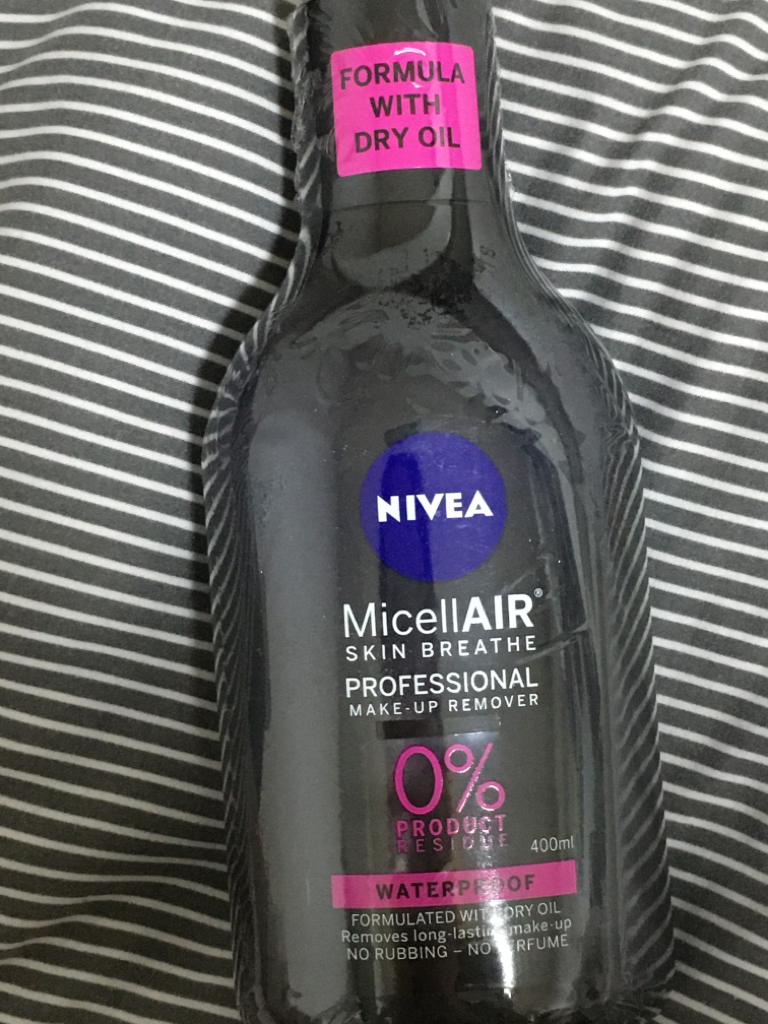 FORMULA
WITH
DRY OIL
NIVEA
MicellAIR®
SKIN BREATHE
PROFESSIONAL
MAKE-UP REMOVER
0%
PRODUCT
RESIDUE
400ml
WATERPROOF
FORMULATED WITH DRY OIL
Removes long-lasting make-up
NO RUBBING – NO PERFUME